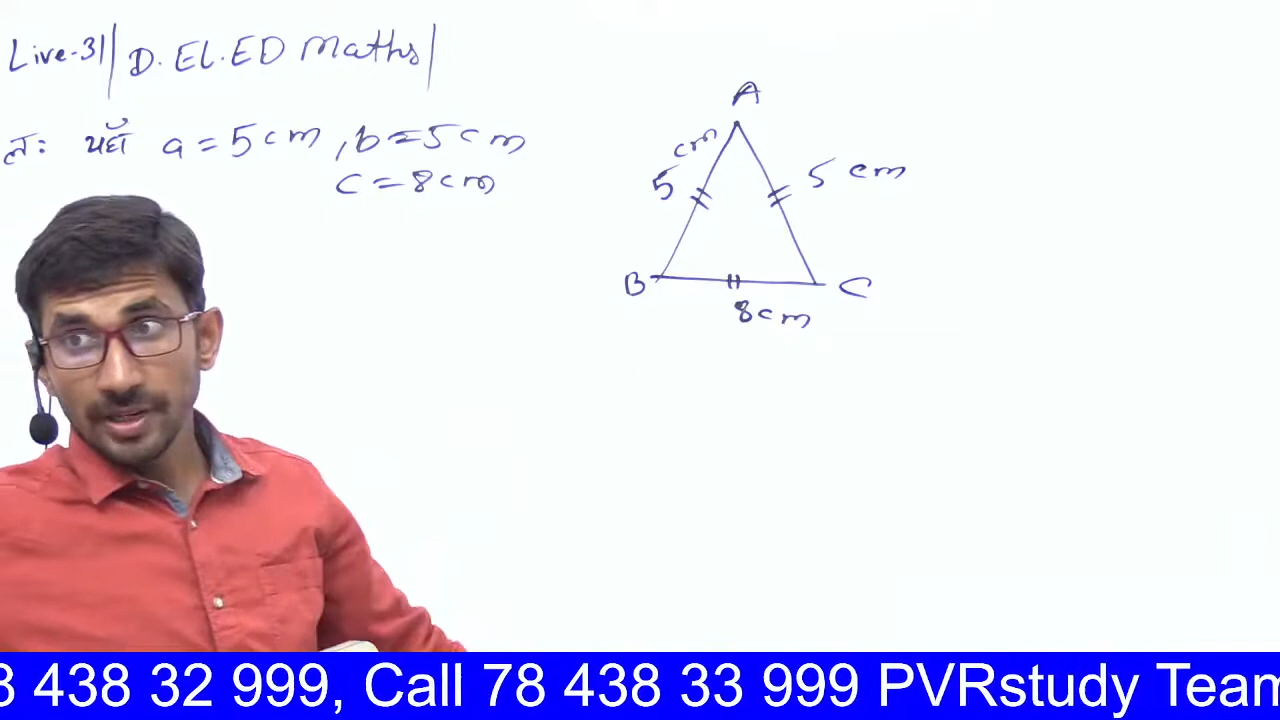 Live-31 | D. EL. ED Maths |
यहाँ a = 5 cm, b = 5 cm
c = 8 cm
A
5 cm
5 cm
B
C
8 cm
438 32 999, Call 78 438 33 999 PVRstudy Team